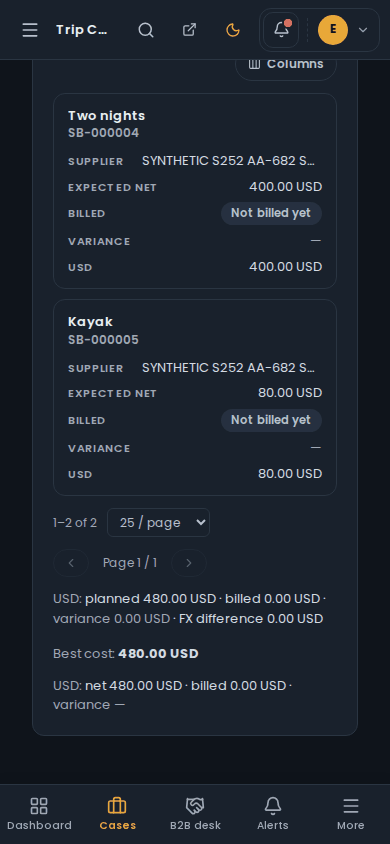 Trip C...
E
Columns
Two nights
SB-000004
SUPPLIER SYNTHETIC S252 AA-682 S...
EXPECTED NET 400.00 USD
BILLED Not billed yet
VARIANCE —
USD 400.00 USD
Kayak
SB-000005
SUPPLIER SYNTHETIC S252 AA-682 S...
EXPECTED NET 80.00 USD
BILLED Not billed yet
VARIANCE —
USD 80.00 USD
1–2 of 2 25 / page
Page 1 / 1
USD: planned 480.00 USD · billed 0.00 USD ·
variance 0.00 USD · FX difference 0.00 USD
Best cost: 480.00 USD
USD: net 480.00 USD · billed 0.00 USD ·
variance —
Dashboard Cases B2B desk Alerts More